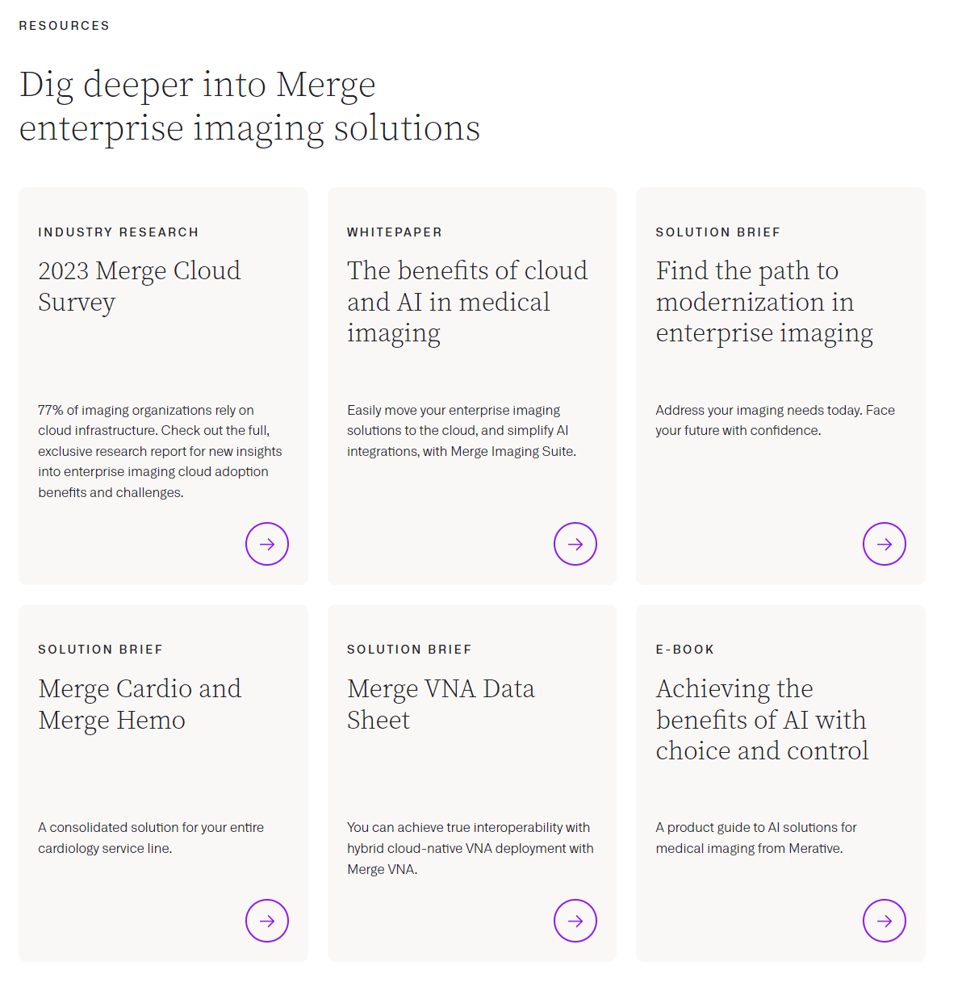 RESOURCES
Dig deeper into Merge
enterprise imaging solutions
INDUSTRY RESEARCH
2023 Merge Cloud
Survey
77% of imaging organizations rely on
cloud infrastructure. Check out the full,
exclusive research report for new insights
into enterprise imaging cloud adoption
benefits and challenges.
WHITEPAPER
The benefits of cloud
and AI in medical
imaging
Easily move your enterprise imaging
solutions to the cloud, and simplify AI
integrations, with Merge Imaging Suite.
SOLUTION BRIEF
Find the path to
modernization in
enterprise imaging
Address your imaging needs today. Face
your future with confidence.
SOLUTION BRIEF
Merge Cardio and
Merge Hemo
A consolidated solution for your entire
cardiology service line.
SOLUTION BRIEF
Merge VNA Data
Sheet
You can achieve true interoperability with
hybrid cloud-native VNA deployment with
Merge VNA.
E-BOOK
Achieving the
benefits of AI with
choice and control
A product guide to AI solutions for
medical imaging from Merative.